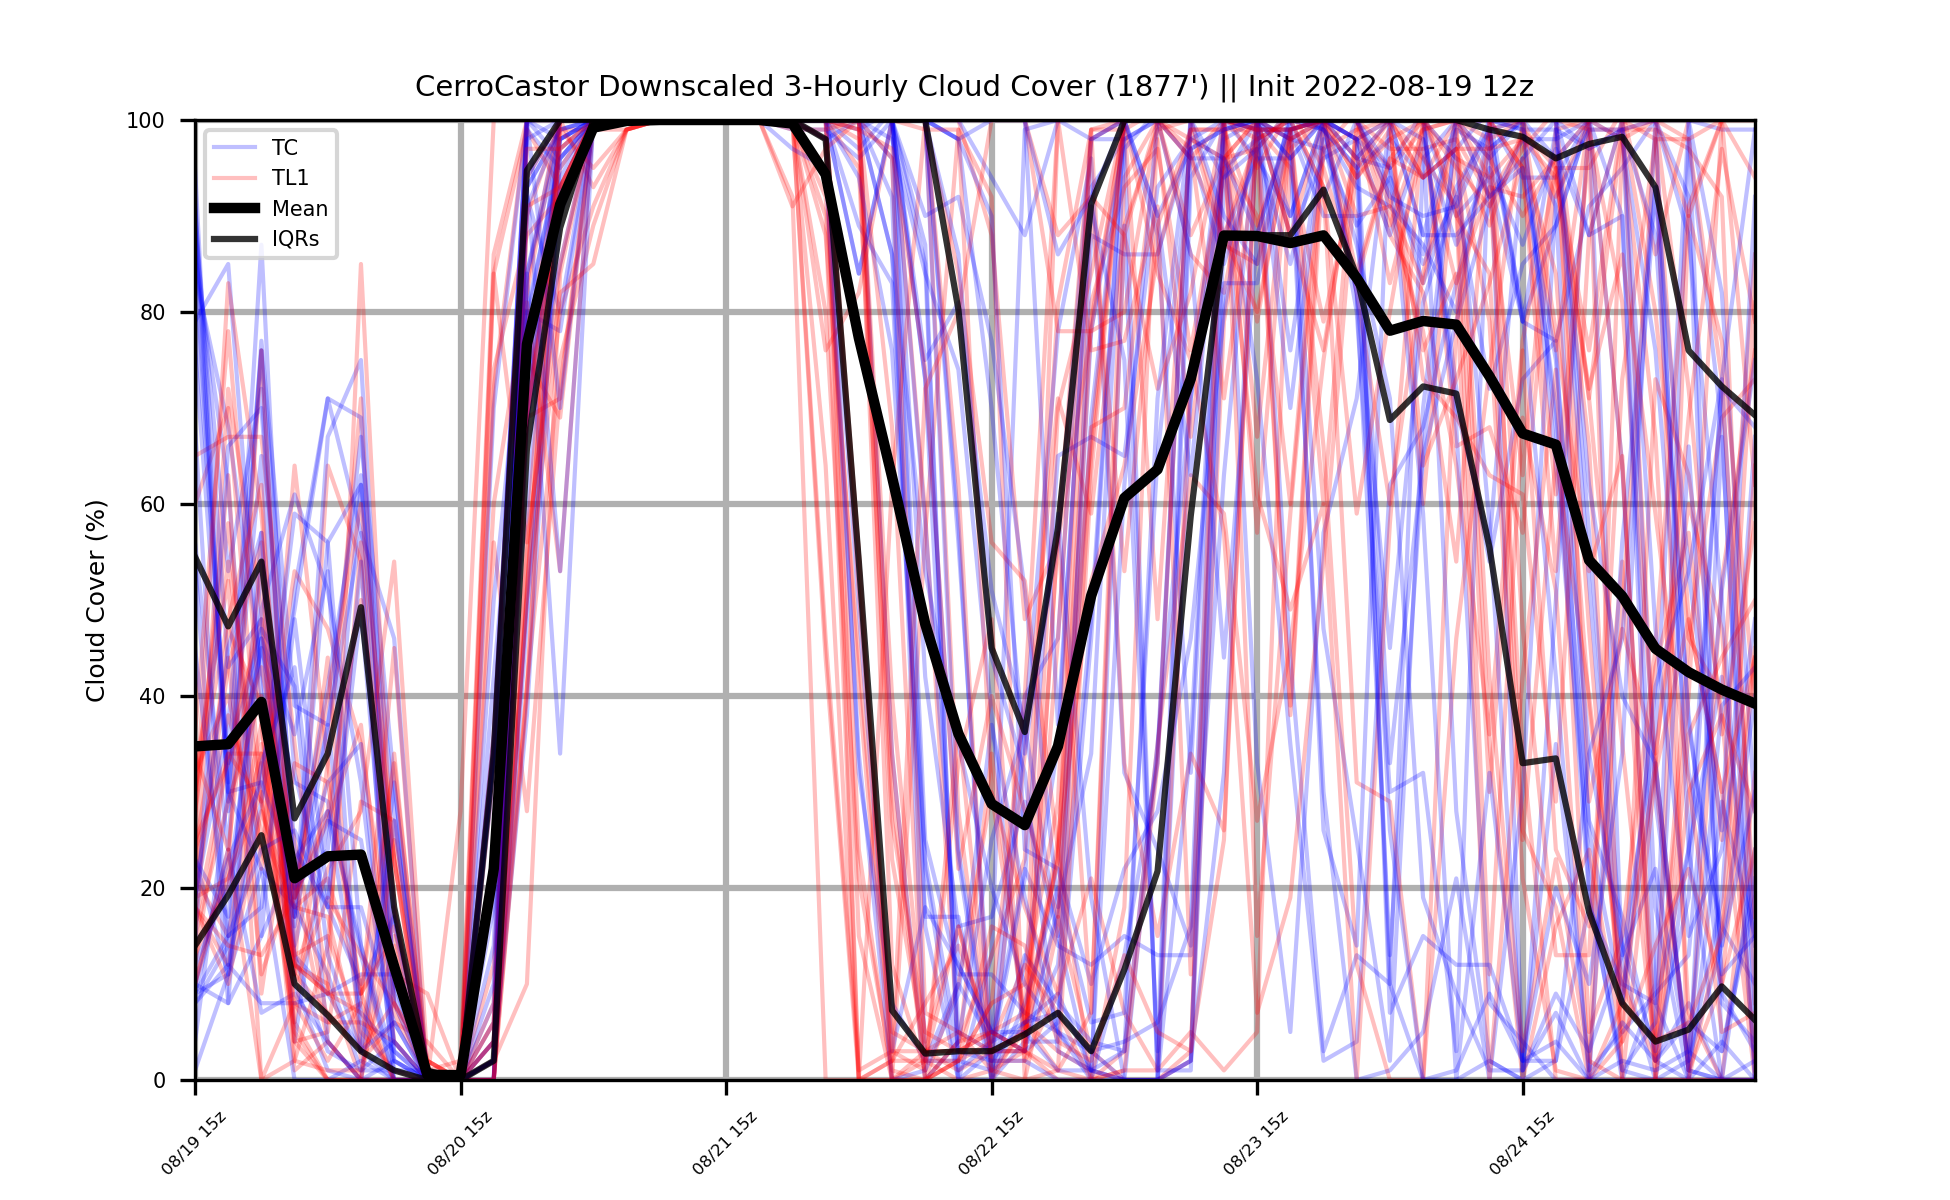 CerroCastor Downscaled 3-Hourly Cloud Cover (1877') || Init 2022-08-19 12z
Cloud Cover (%)
100
80
60
40
20
0
TC
TL1
Mean
IQRs
08/19 15z
08/20 15z
08/21 15z
08/22 15z
08/23 15z
08/24 15z